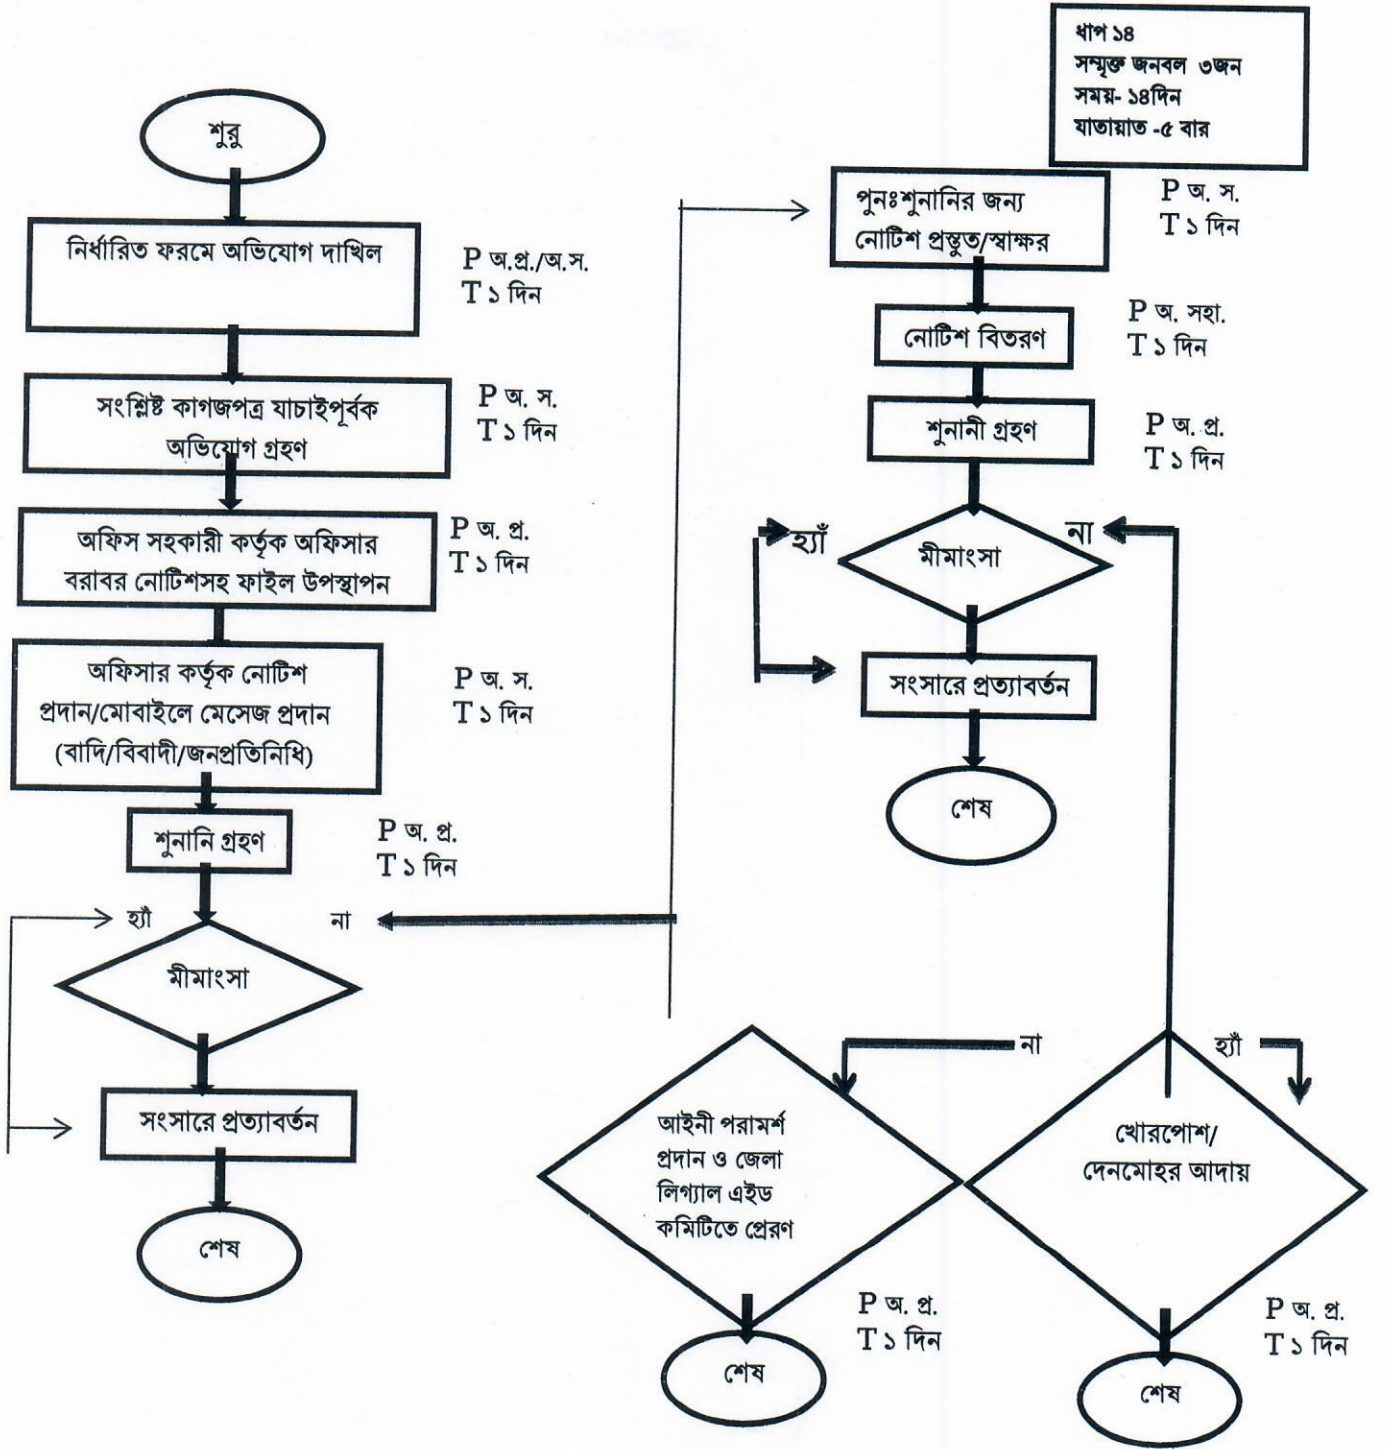 ধাপ ১৪
সম্মৃক্ত জনবল ৩জন
সময়- ১৪দিন
যাতায়াত -৫ বার
শুরু
নির্ধারিত ফরমে অভিযোগ দাখিল
P অ.প্র./অ.স.
T ১ দিন
সংশ্লিষ্ট কাগজপত্র যাচাইপূর্বক
অভিযোগ গ্রহণ
P অ. স.
T ১ দিন
অফিস সহকারী কর্তৃক অফিসার
বরাবর নোটিশসহ ফাইল উপস্থাপন
P অ. প্র.
T ১ দিন
অফিসার কর্তৃক নোটিশ
প্রদান/মোবাইলে মেসেজ প্রদান
(বাদি/বিবাদী/জনপ্রতিনিধি)
P অ. স.
T ১ দিন
শুনানি গ্রহণ
P অ. প্র.
T ১ দিন
হ্যাঁ
না
মীমাংসা
সংসারে প্রত্যাবর্তন
শেষ
পুনঃশুনানির জন্য
নোটিশ প্রস্তুত/স্বাক্ষর
P অ. স.
T ১ দিন
নোটিশ বিতরণ
P অ. সহা.
T ১ দিন
শুনানী গ্রহণ
P অ. প্র.
T ১ দিন
হ্যাঁ
মীমাংসা
না
সংসারে প্রত্যাবর্তন
শেষ
না
হ্যাঁ
আইনী পরামর্শ
প্রদান ও জেলা
লিগ্যাল এইড
কমিটিতে প্রেরণ
P অ. প্র.
T ১ দিন
শেষ
খোরপোশ/
দেনমোহর আদায়
P অ. প্র.
T ১ দিন
শেষ